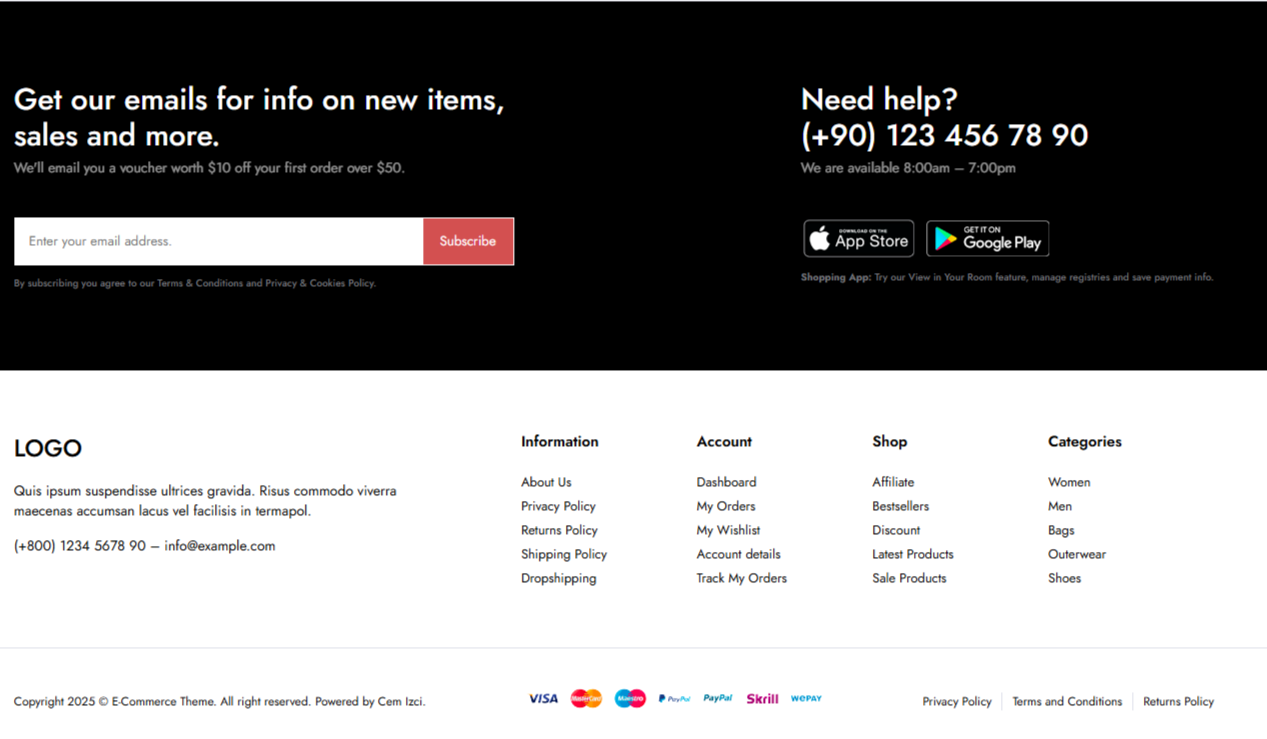 Get our emails for info on new items,
sales and more.
We'll email you a voucher worth $10 off your first order over $50.
Enter your email address.
Subscribe
By subscribing you agree to our Terms & Conditions and Privacy & Cookies Policy.
Need help?
(+90) 123 456 78 90
We are available 8:00am – 7:00pm
DOWNLOAD ON THE
App Store
GET IT ON
Google Play
Shopping App: Try our View in Your Room feature, manage registries and save payment info.
LOGO
Quis ipsum suspendisse ultrices gravida. Risus commodo viverra
maecenas accumsan lacus vel facilisis in termapol.
(+800) 1234 5678 90 – info@example.com
Information
About Us
Privacy Policy
Returns Policy
Shipping Policy
Dropshipping
Account
Dashboard
My Orders
My Wishlist
Account details
Track My Orders
Shop
Affiliate
Bestsellers
Discount
Latest Products
Sale Products
Categories
Women
Men
Bags
Outerwear
Shoes
Copyright 2025 © E-Commerce Theme. All right reserved. Powered by Cem Izci.
VISA
MasterCard
Maestro
PayPal
PayPal
Skrill
wepay
Privacy Policy
Terms and Conditions
Returns Policy